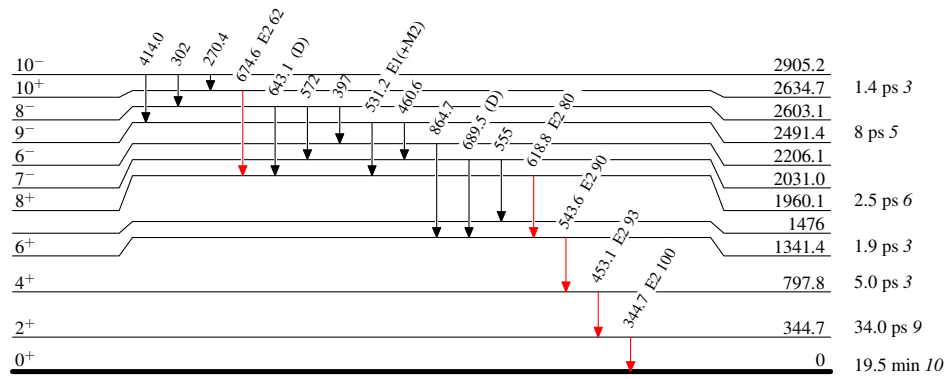 414.0
302
270.4
674.6 E2 62
643.1 (D)
572
397
531.2 E1(+M2)
460.6
864.7
689.5 (D)
555
618.8 E2 80
543.6 E2 90
453.1 E2 93
344.7 E2 100
10⁻ 2905.2
10⁺ 2634.7 1.4 ps 3
8⁻ 2603.1
9⁻ 2491.4 8 ps 5
6⁻ 2206.1
7⁻ 2031.0
8⁺ 1960.1 2.5 ps 6
1476
6⁺ 1341.4 1.9 ps 3
4⁺ 797.8 5.0 ps 3
2⁺ 344.7 34.0 ps 9
0⁺ 0 19.5 min 10